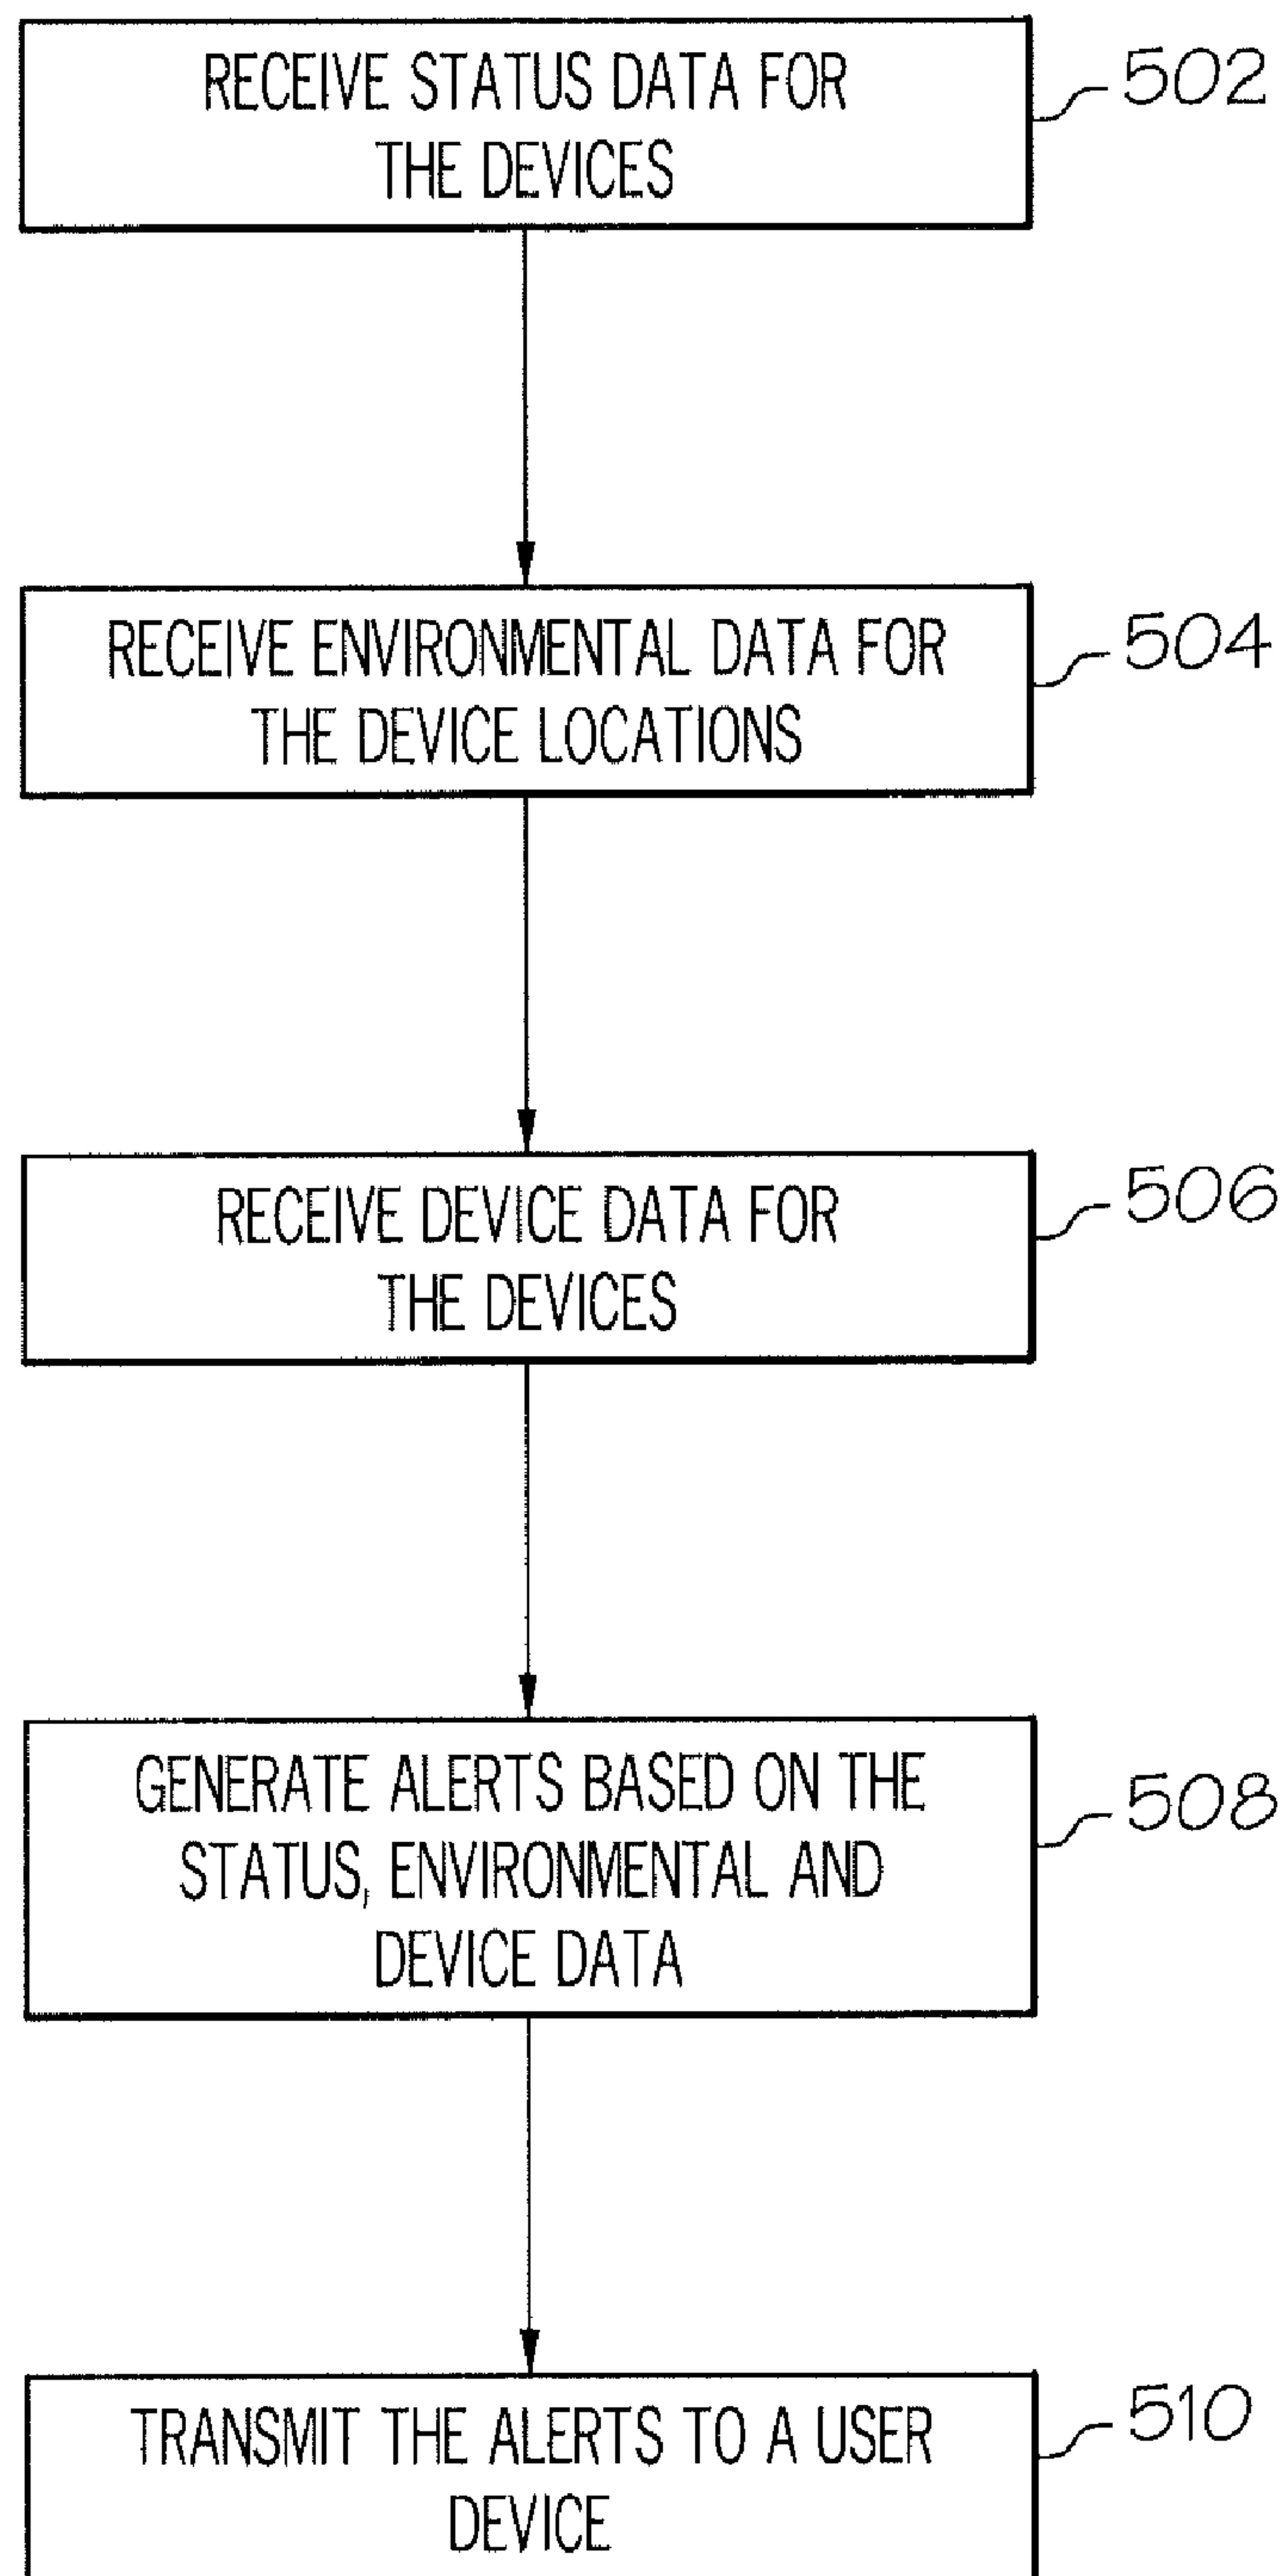 RECEIVE STATUS DATA FOR
THE DEVICES
502
RECEIVE ENVIRONMENTAL DATA FOR
THE DEVICE LOCATIONS
504
RECEIVE DEVICE DATA FOR
THE DEVICES
506
GENERATE ALERTS BASED ON THE
STATUS, ENVIRONMENTAL AND
DEVICE DATA
508
TRANSMIT THE ALERTS TO A USER
DEVICE
510